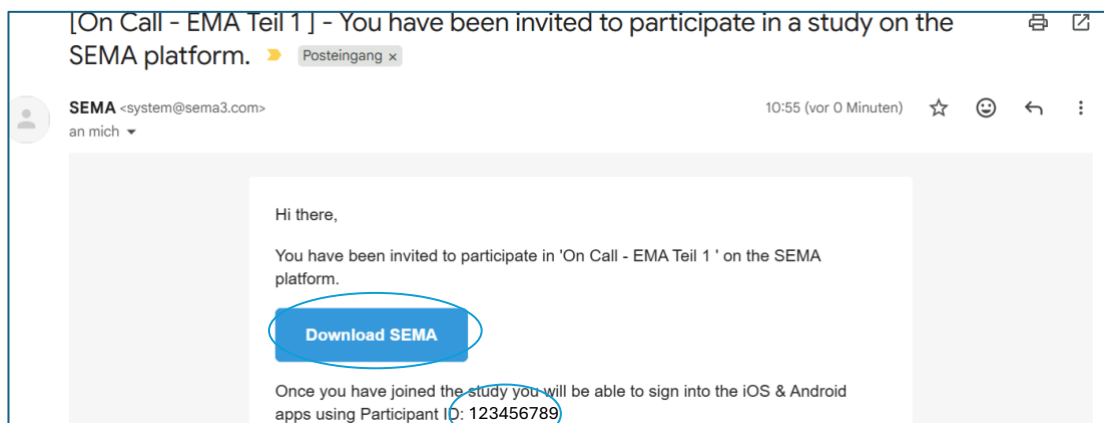 [On Call - EMA Teil 1 ] - You have been invited to participate in a study on the
SEMA platform. Posteingang ×
SEMA <system@sema3.com> 10:55 (vor 0 Minuten)
an mich
Hi there,
You have been invited to participate in 'On Call - EMA Teil 1 ' on the SEMA
platform.
Download SEMA
Once you have joined the study you will be able to sign into the iOS & Android
apps using Participant ID: 123456789